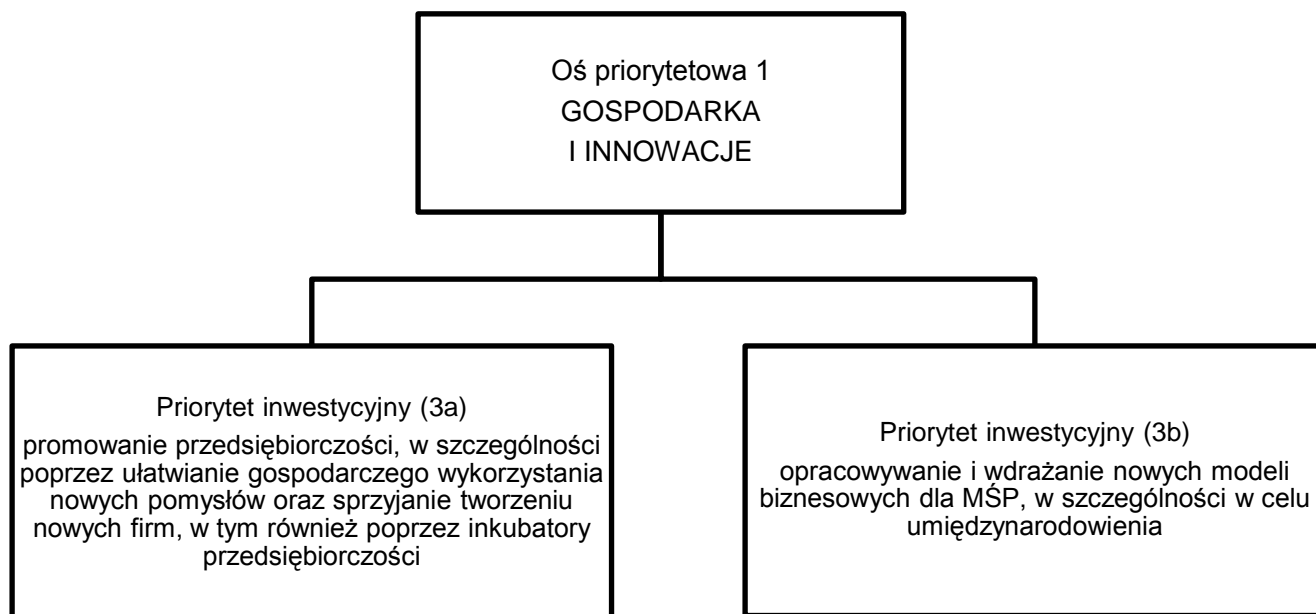 Oś priorytetowa 1
GOSPODARKA
I INNOWACJE
Priorytet inwestycyjny (3a)
promowanie przedsiębiorczości, w szczególności
poprzez ułatwianie gospodarczego wykorzystania
nowych pomysłów oraz sprzyjanie tworzeniu
nowych firm, w tym również poprzez inkubatory
przedsiębiorczości
Priorytet inwestycyjny (3b)
opracowywanie i wdrażanie nowych modeli
biznesowych dla MŚP, w szczególności w celu
umiędzynarodowienia